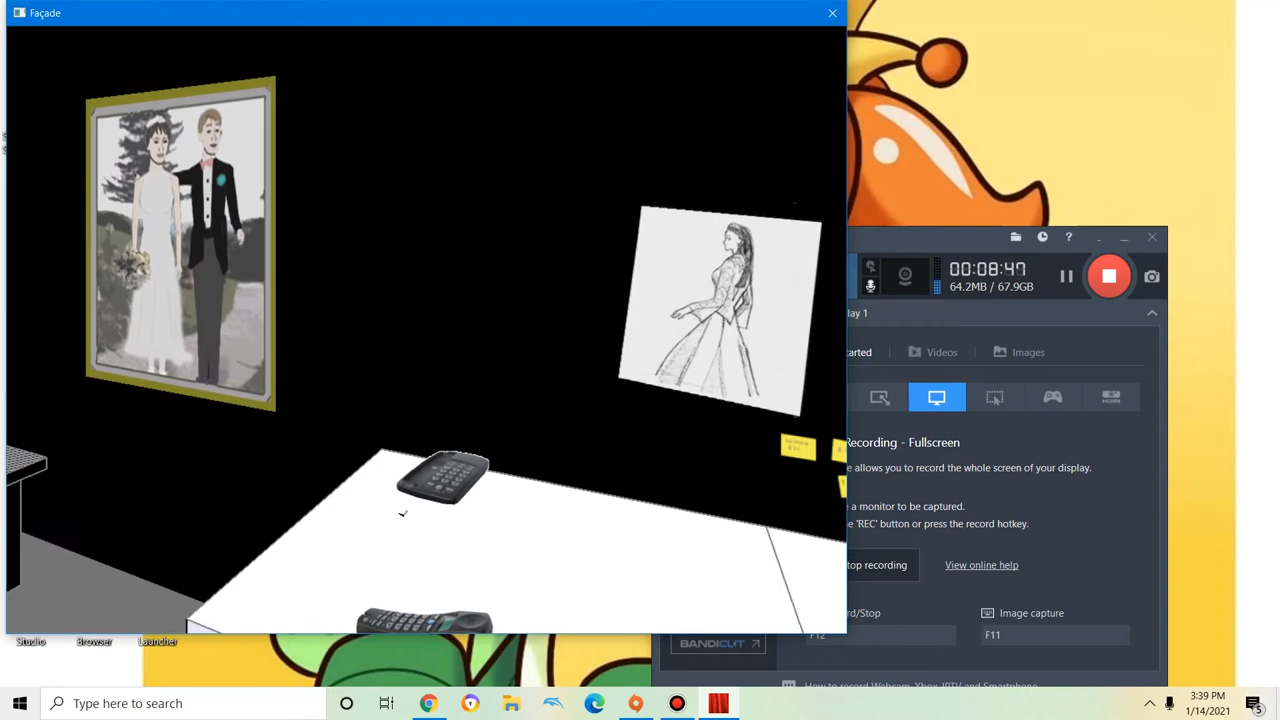 Façade
00:08:47
64.2MB / 67.9GB
lay 1
arted
Videos
Images
Recording - Fullscreen
e allows you to record the whole screen of your display.
e a monitor to be captured.
e 'REC' button or press the record hotkey.
top recording
View online help
rd/Stop
Image capture
F12
F11
BANDICUT
How to record Webcam, Xbox, IPTV and Smartphone
Studio
Browser
Launcher
Type here to search
3:39 PM
1/14/2021
5